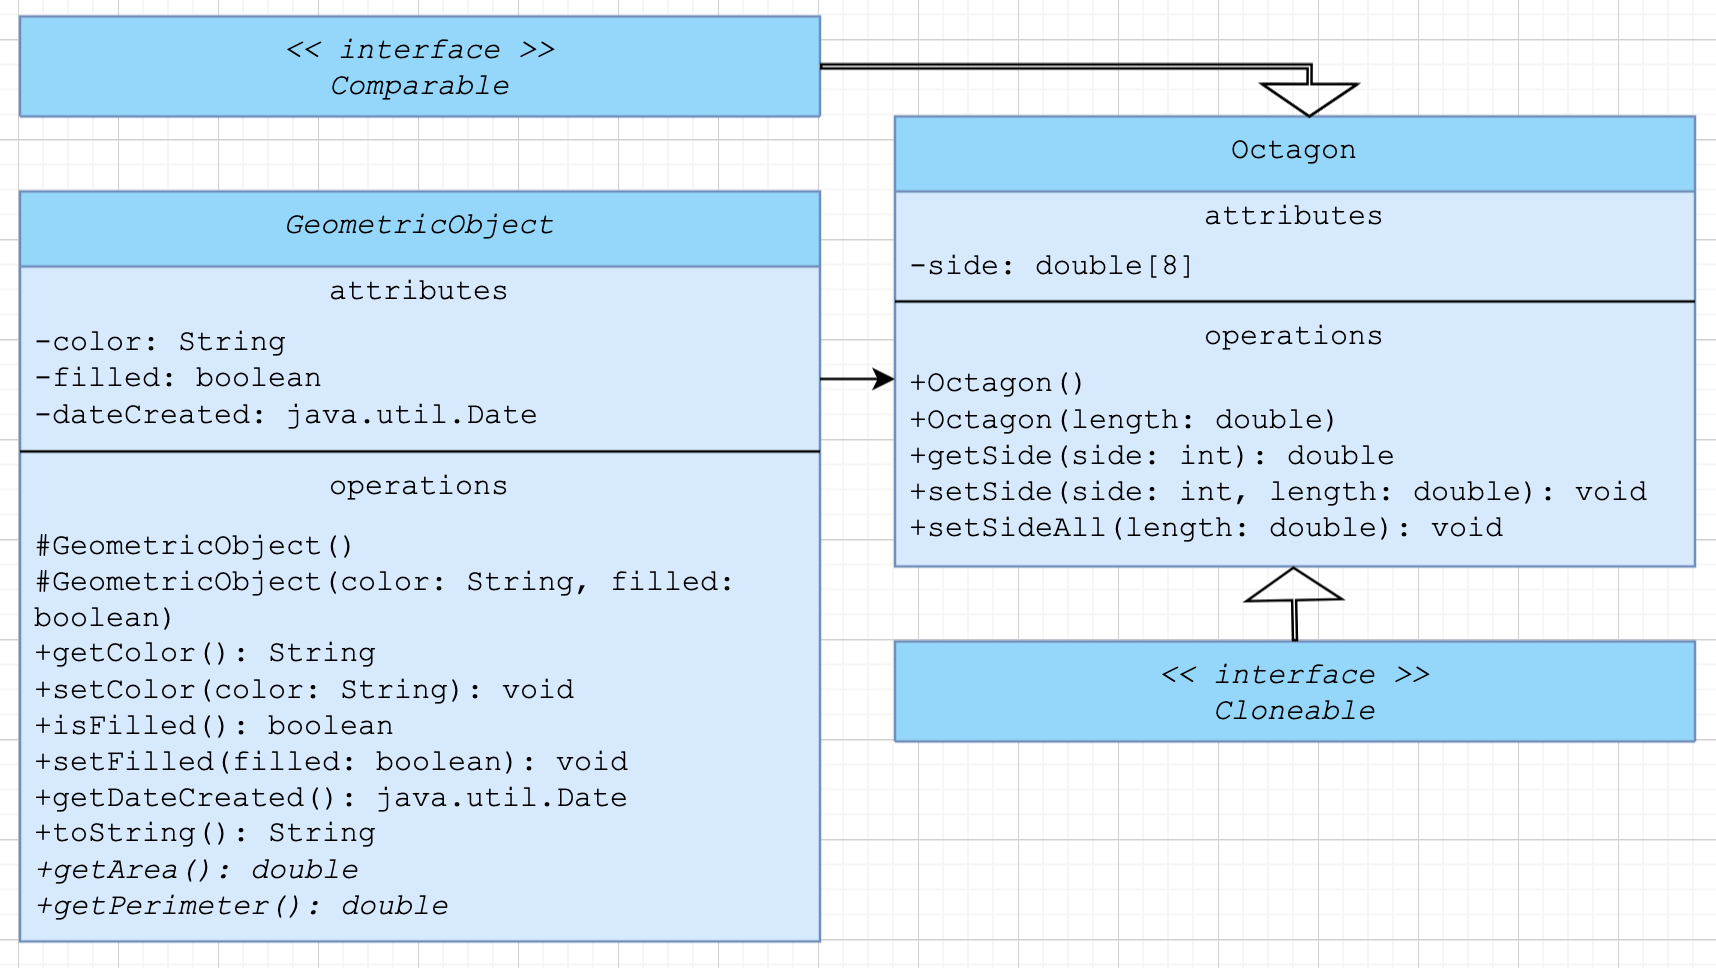 << interface >>
Comparable
GeometricObject
attributes
-color: String
-filled: boolean
-dateCreated: java.util.Date
operations
#GeometricObject()
#GeometricObject(color: String, filled:
boolean)
+getColor(): String
+setColor(color: String): void
+isFilled(): boolean
+setFilled(filled: boolean): void
+getDateCreated(): java.util.Date
+toString(): String
+getArea(): double
+getPerimeter(): double
Octagon
attributes
-side: double[8]
operations
+Octagon()
+Octagon(length: double)
+getSide(side: int): double
+setSide(side: int, length: double): void
+setSideAll(length: double): void
<< interface >>
Cloneable